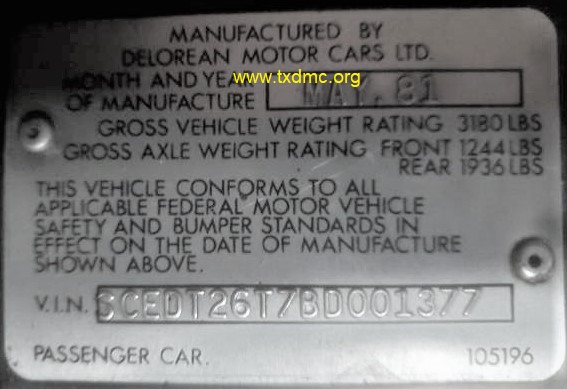 MANUFACTURED BY
DELOREAN MOTOR CARS LTD.
www.txdmc.org
MONTH AND YEAR
OF MANUFACTURE MAY. 81
GROSS VEHICLE WEIGHT RATING 3180 LBS
GROSS AXLE WEIGHT RATING FRONT 1244 LBS
REAR 1936 LBS
THIS VEHICLE CONFORMS TO ALL
APPLICABLE FEDERAL MOTOR VEHICLE
SAFETY AND BUMPER STANDARDS IN
EFFECT ON THE DATE OF MANUFACTURE
SHOWN ABOVE.
V.I.N. SCEDT26T7BD001377
PASSENGER CAR. 105196